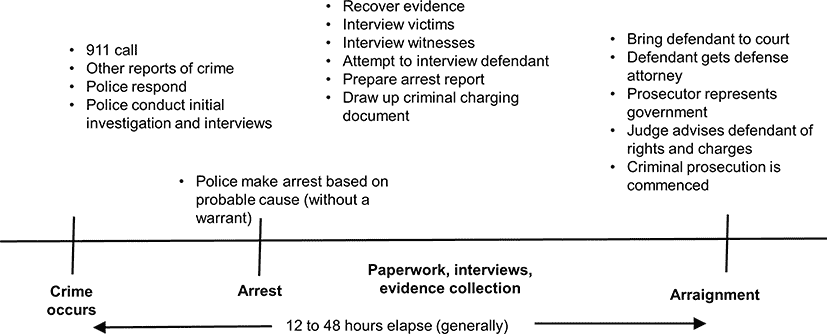 • 911 call
• Other reports of crime
• Police respond
• Police conduct initial
investigation and interviews
• Police make arrest based on
probable cause (without a
warrant)
• Recover evidence
• Interview victims
• Interview witnesses
• Attempt to interview defendant
• Prepare arrest report
• Draw up criminal charging
document
• Bring defendant to court
• Defendant gets defense
attorney
• Prosecutor represents
government
• Judge advises defendant of
rights and charges
• Criminal prosecution is
commenced
Crime
occurs
Arrest
Paperwork, interviews,
evidence collection
Arraignment
12 to 48 hours elapse (generally)